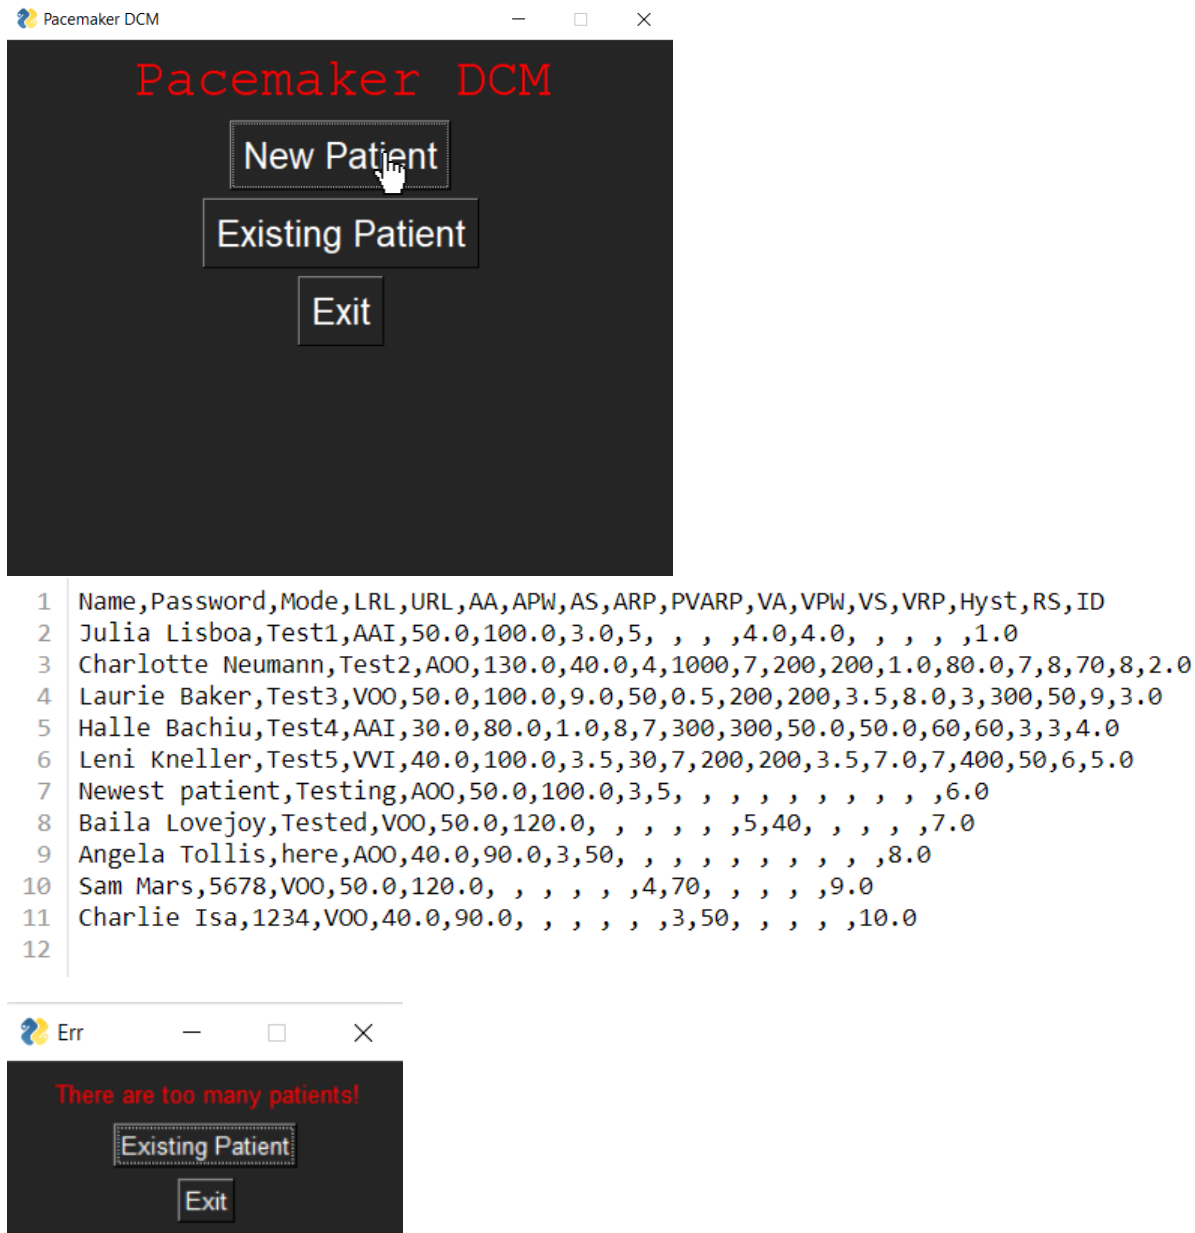 Pacemaker DCM
Pacemaker DCM
New Patient
Existing Patient
Exit
1 Name,Password,Mode,LRL,URL,AA,APW,AS,ARP,PVARP,VA,VPW,VS,VRP,Hyst,RS,ID
2 Julia Lisboa,Test1,AAI,50.0,100.0,3.0,5, , , ,4.0,4.0, , , , ,1.0
3 Charlotte Neumann,Test2,AOO,130.0,40.0,4,1000,7,200,200,1.0,80.0,7,8,70,8,2.0
4 Laurie Baker,Test3,VOO,50.0,100.0,9.0,50,0.5,200,200,3.5,8.0,3,300,50,9,3.0
5 Halle Bachiu,Test4,AAI,30.0,80.0,1.0,8,7,300,300,50.0,50.0,60,60,3,3,4.0
6 Leni Kneller,Test5,VVI,40.0,100.0,3.5,30,7,200,200,3.5,7.0,7,400,50,6,5.0
7 Newest patient,Testing,AOO,50.0,100.0,3,5, , , , , , , , , ,6.0
8 Baila Lovejoy,Tested,VOO,50.0,120.0, , , , , ,5,40, , , , ,7.0
9 Angela Tollis,here,AOO,40.0,90.0,3,50, , , , , , , , , ,8.0
10 Sam Mars,5678,VOO,50.0,120.0, , , , , ,4,70, , , , ,9.0
11 Charlie Isa,1234,VOO,40.0,90.0, , , , , ,3,50, , , , ,10.0
12
Err
There are too many patients!
Existing Patient
Exit